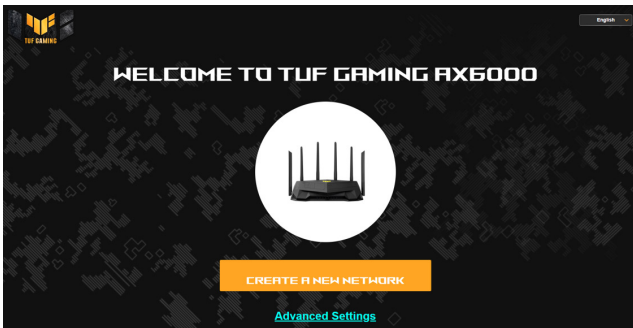 TUF GAMING
English
WELCOME TO TUF GAMING AX6000
CREATE A NEW NETWORK
Advanced Settings